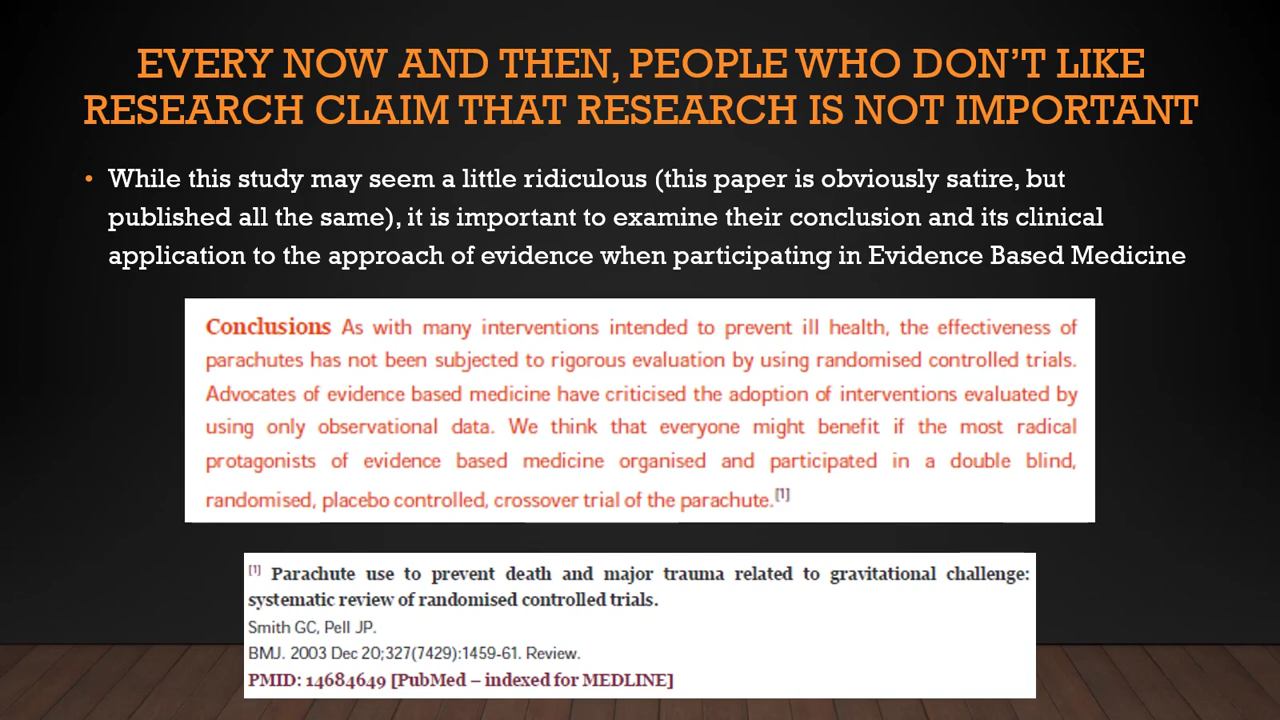 EVERY NOW AND THEN, PEOPLE WHO DON’T LIKE
RESEARCH CLAIM THAT RESEARCH IS NOT IMPORTANT
• While this study may seem a little ridiculous (this paper is obviously satire, but
published all the same), it is important to examine their conclusion and its clinical
application to the approach of evidence when participating in Evidence Based Medicine
Conclusions As with many interventions intended to prevent ill health, the effectiveness of
parachutes has not been subjected to rigorous evaluation by using randomised controlled trials.
Advocates of evidence based medicine have criticised the adoption of interventions evaluated by
using only observational data. We think that everyone might benefit if the most radical
protagonists of evidence based medicine organised and participated in a double blind,
randomised, placebo controlled, crossover trial of the parachute.[1]
[1] Parachute use to prevent death and major trauma related to gravitational challenge:
systematic review of randomised controlled trials.
Smith GC, Pell JP.
BMJ. 2003 Dec 20;327(7429):1459-61. Review.
PMID: 14684649 [PubMed – indexed for MEDLINE]